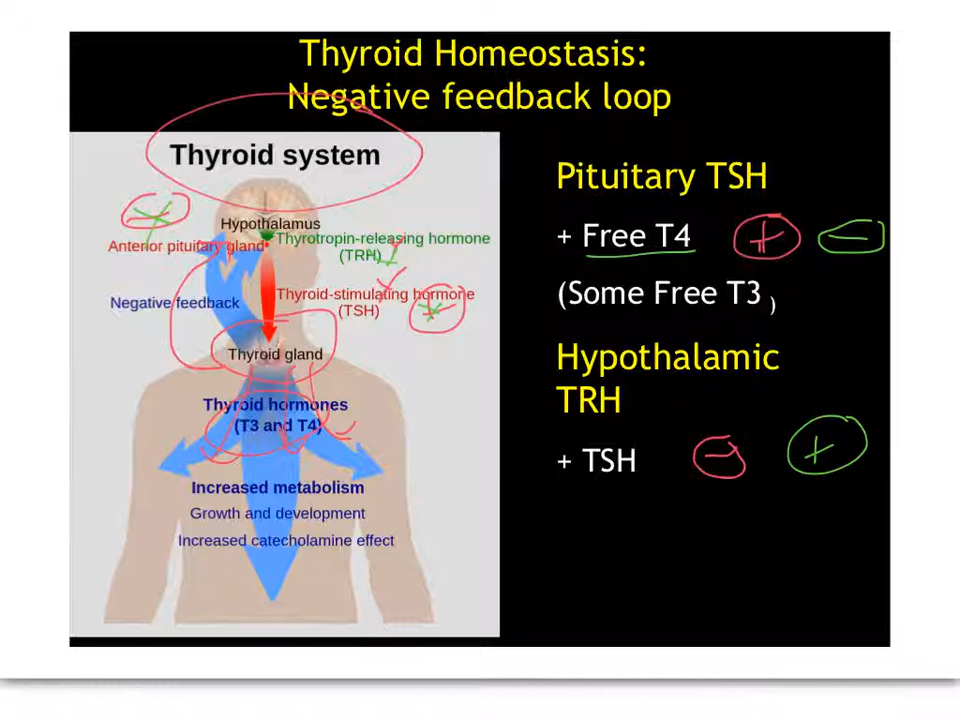 Thyroid Homeostasis:
Negative feedback loop
Thyroid system
Hypothalamus
Anterior pituitary gland
Thyrotropin-releasing hormone
(TRH)
Negative feedback
Thyroid-stimulating hormone
(TSH)
Thyroid gland
Thyroid hormones
(T3 and T4)
Increased metabolism
Growth and development
Increased catecholamine effect
Pituitary TSH
+ Free T4 + −
(Some Free T3 )
Hypothalamic
TRH
+ TSH − +